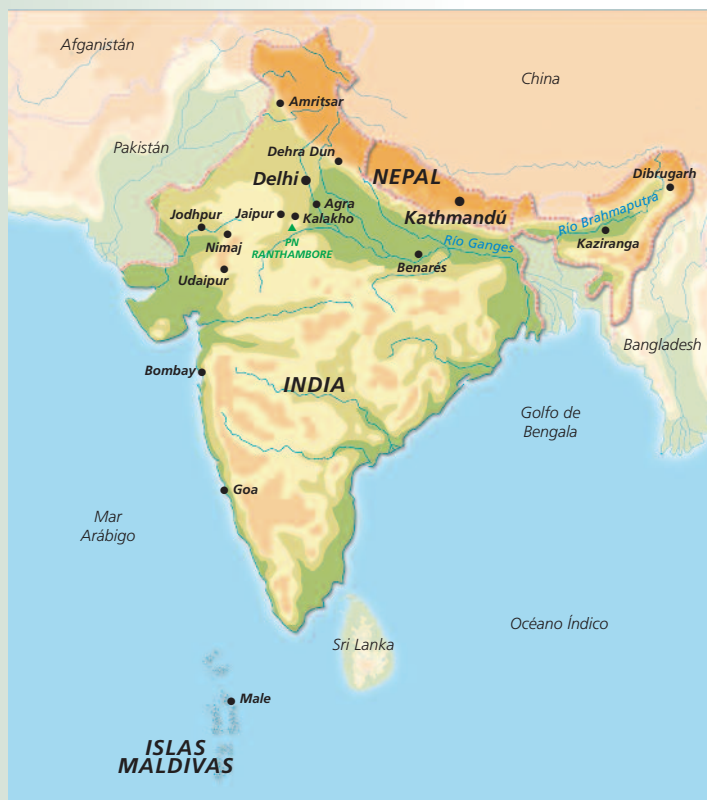 Afganistán
China
Amritsar
Pakistán
Dehra Dun
Delhi
NEPAL
Dibrugarh
Jodhpur
Jaipur
Agra
Kalakho
Kathmandú
Río Brahmaputra
Nimaj
PN
RANTHAMBORE
Río Ganges
Kaziranga
Udaipur
Benarés
Bangladesh
Bombay
INDIA
Golfo de
Bengala
Goa
Mar
Arábigo
Océano Índico
Sri Lanka
Male
ISLAS
MALDIVAS